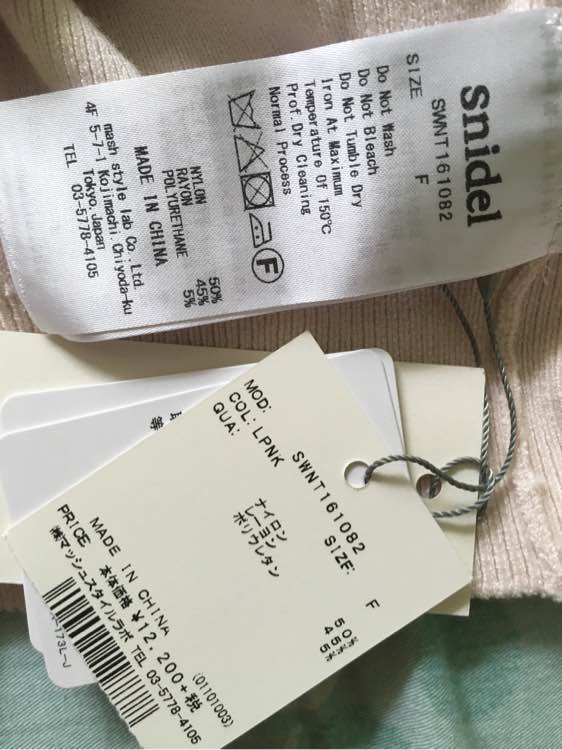 snidel
SWNT161082
SIZE F
Do Not Wash
Do Not Bleach
Do Not Tumble Dry
Iron At Maximum
Temperature Of 150℃
Prof. Dry Cleaning
Normal Process
F
NYLON 50%
RAYON 45%
POLYURETHANE 5%
MADE IN CHINA
mash style lab Co.,Ltd.
4F 5-7-1 Kojimachi Chiyoda-ku
Tokyo, Japan
TEL 03-5778-4105
MOD: SWNT161082
COL: LPNK SIZE: F
QUA:
ナイロン 50%
レーヨン 45%
ポリウレタン 5%
(01101003)
MADE IN CHINA
PRICE 本体価格 ¥12,200+税
㈱マッシュスタイルラボ TEL 03-5778-4105
173L-J